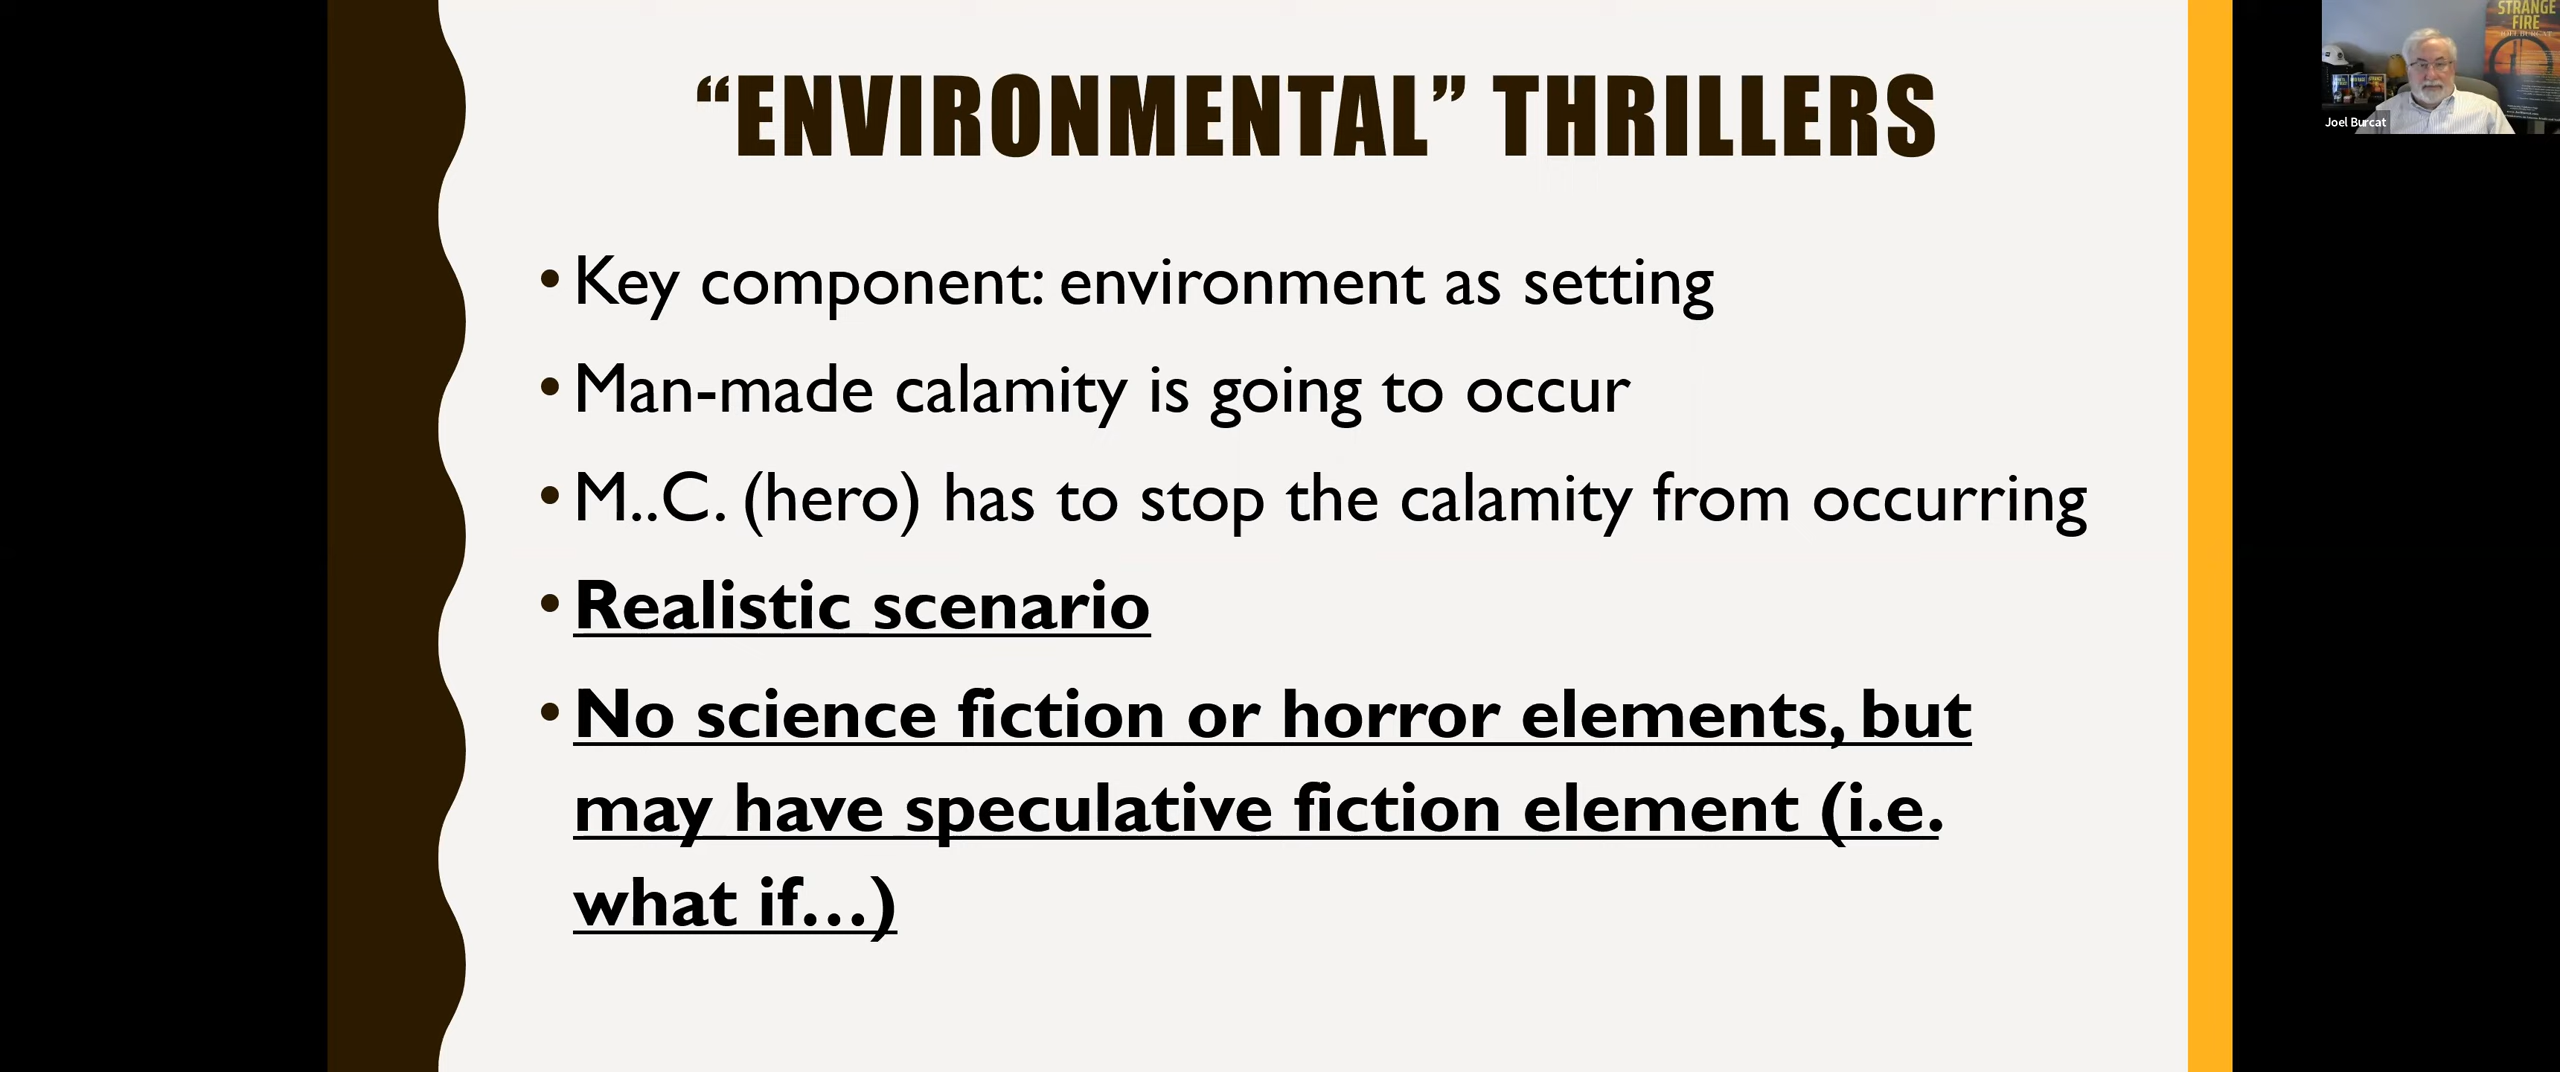 “ENVIRONMENTAL” THRILLERS
• Key component: environment as setting
• Man-made calamity is going to occur
• M..C. (hero) has to stop the calamity from occurring
• Realistic scenario
• No science fiction or horror elements, but
may have speculative fiction element (i.e.
what if…)
STRANGE
FIRE
JOEL BURCAT
Joel Burcat